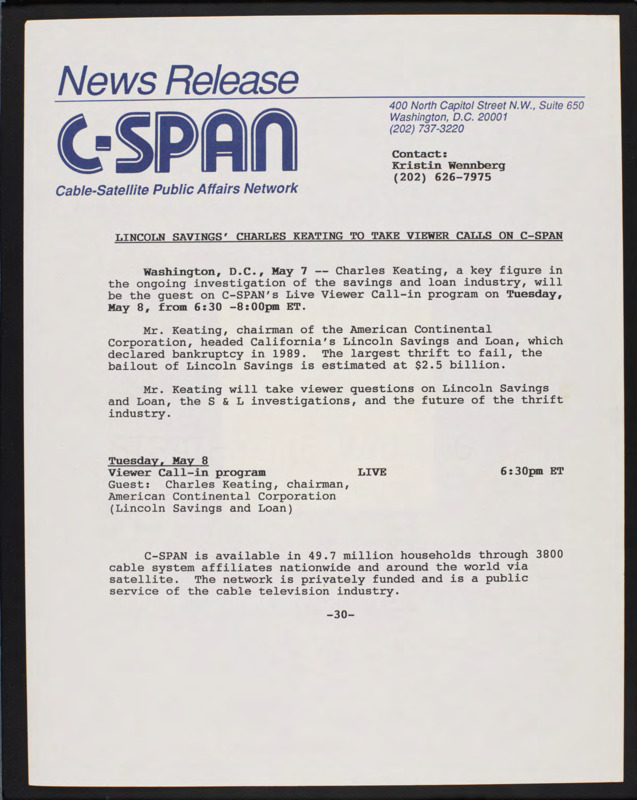 News Release
C-SPAN
Cable-Satellite Public Affairs Network
400 North Capitol Street N.W., Suite 650
Washington, D.C. 20001
(202) 737-3220
Contact:
Kristin Wennberg
(202) 626-7975
LINCOLN SAVINGS' CHARLES KEATING TO TAKE VIEWER CALLS ON C-SPAN
Washington, D.C., May 7 -- Charles Keating, a key figure in
the ongoing investigation of the savings and loan industry, will
be the guest on C-SPAN's Live Viewer Call-in program on Tuesday,
May 8, from 6:30 -8:00pm ET.
Mr. Keating, chairman of the American Continental
Corporation, headed California's Lincoln Savings and Loan, which
declared bankruptcy in 1989. The largest thrift to fail, the
bailout of Lincoln Savings is estimated at $2.5 billion.
Mr. Keating will take viewer questions on Lincoln Savings
and Loan, the S & L investigations, and the future of the thrift
industry.
Tuesday, May 8
Viewer Call-in program LIVE 6:30pm ET
Guest: Charles Keating, chairman,
American Continental Corporation
(Lincoln Savings and Loan)
C-SPAN is available in 49.7 million households through 3800
cable system affiliates nationwide and around the world via
satellite. The network is privately funded and is a public
service of the cable television industry.
-30-